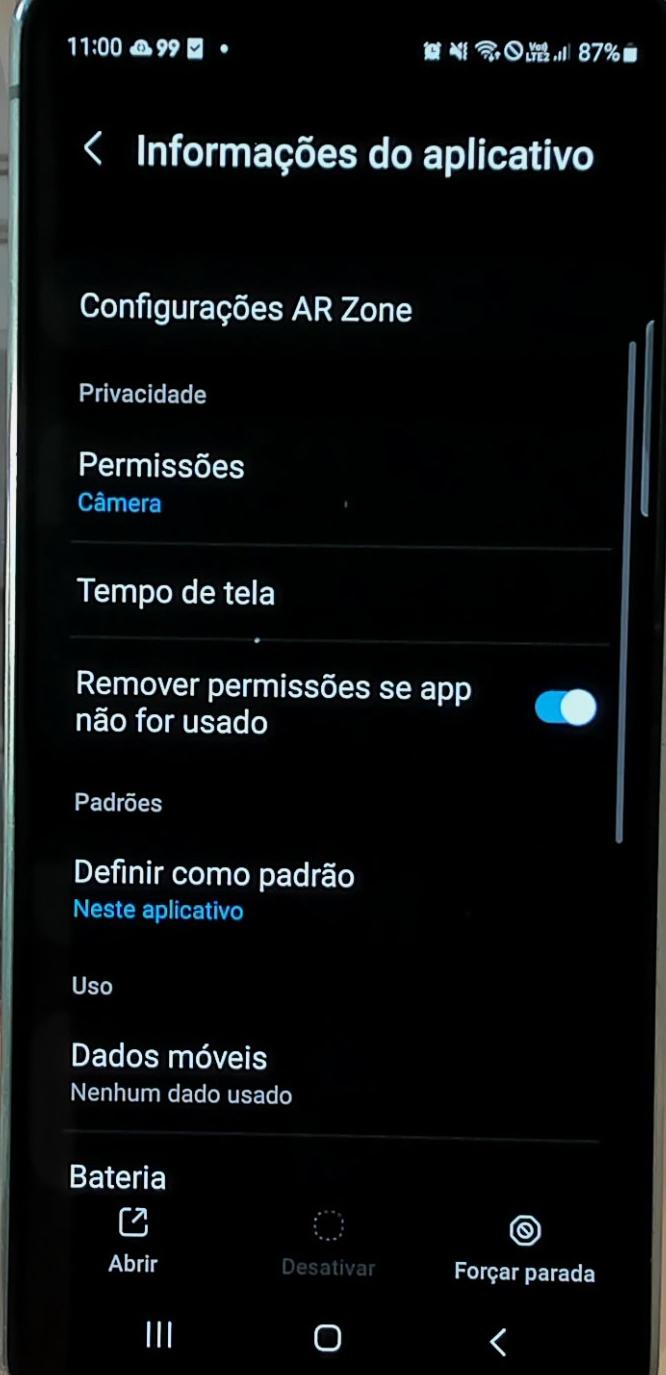 11:00 99
Vo)) LTE2 87%
Informações do aplicativo
Configurações AR Zone
Privacidade
Permissões
Câmera
Tempo de tela
Remover permissões se app
não for usado
Padrões
Definir como padrão
Neste aplicativo
Uso
Dados móveis
Nenhum dado usado
Bateria
Abrir
Desativar
Forçar parada